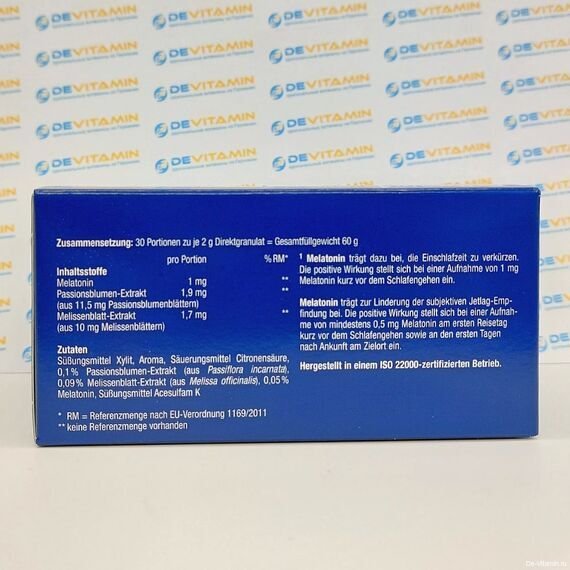 DEVITAMIN
Zusammensetzung: 30 Portionen zu je 2 g Direktgranulat = Gesamtfüllgewicht 60 g
pro Portion % RM*
Inhaltsstoffe
Melatonin 1 mg **
Passionsblumen-Extrakt 1,9 mg **
(aus 11,5 mg Passionsblumenblättern)
Melissenblatt-Extrakt 1,7 mg **
(aus 10 mg Melissenblättern)
Zutaten
Süßungsmittel Xylit, Aroma, Säuerungsmittel Citronensäure,
0,1 % Passionsblumen-Extrakt (aus Passiflora incarnata),
0,09 % Melissenblatt-Extrakt (aus Melissa officinalis), 0,05 %
Melatonin, Süßungsmittel Acesulfam K
* RM = Referenzmenge nach EU-Verordnung 1169/2011
** keine Referenzmenge vorhanden
1 Melatonin trägt dazu bei, die Einschlafzeit zu verkürzen.
Die positive Wirkung stellt sich bei einer Aufnahme von 1 mg
Melatonin kurz vor dem Schlafengehen ein.
Melatonin trägt zur Linderung der subjektiven Jetlag-Emp-
findung bei. Die positive Wirkung stellt sich bei einer Aufnah-
me von mindestens 0,5 mg Melatonin am ersten Reisetag
kurz vor dem Schlafengehen sowie an den ersten Tagen
nach Ankunft am Zielort ein.
Hergestellt in einem ISO 22000-zertifizierten Betrieb.
De-Vitamin.ru